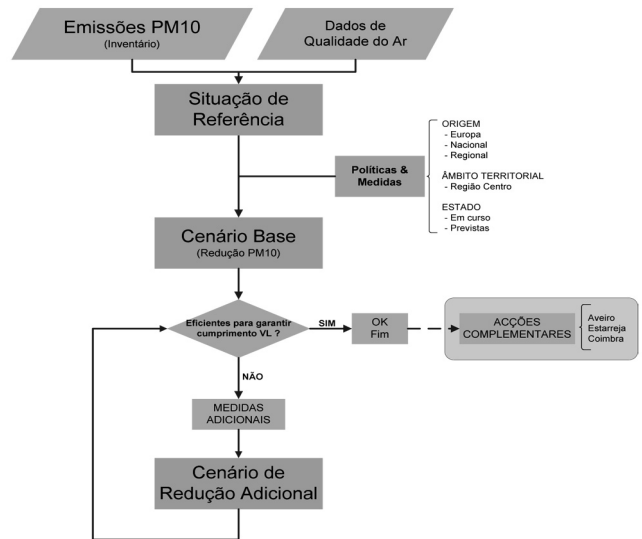 Emissões PM10
(Inventário)
Dados de
Qualidade do Ar
Situação de
Referência
Políticas &
Medidas
ORIGEM
- Europa
- Nacional
- Regional
ÂMBITO TERRITORIAL
- Região Centro
ESTADO
- Em curso
- Previstas
Cenário Base
(Redução PM10)
Eficientes para garantir
cumprimento VL ?
SIM
OK
Fim
ACÇÕES
COMPLEMENTARES
Aveiro
Estarreja
Coimbra
NÃO
MEDIDAS
ADICIONAIS
Cenário de
Redução Adicional